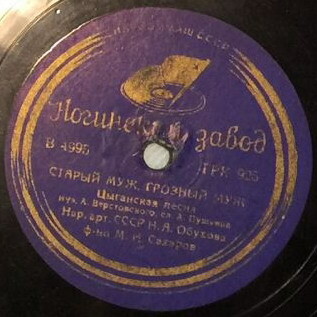 Ногинский завод
В 4995
ГРК 935
СТАРЫЙ МУЖ, ГРОЗНЫЙ МУЖ
Цыганская песня
муз. А. Верстовского, сл. А. Пушкина
Нар. арт. СССР Н. А. Обухова
ф-но М. И. Сахаров